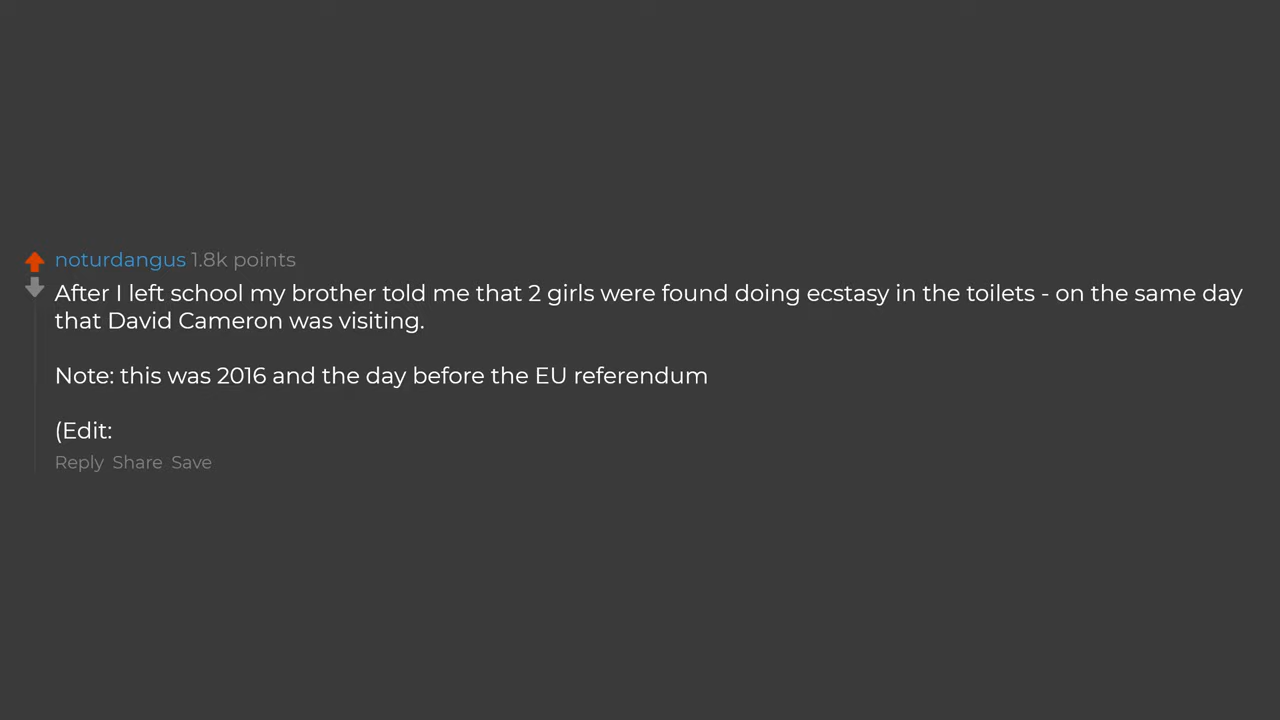 noturdangus 1.8k points
After I left school my brother told me that 2 girls were found doing ecstasy in the toilets - on the same day
that David Cameron was visiting.
Note: this was 2016 and the day before the EU referendum
(Edit:
Reply Share Save